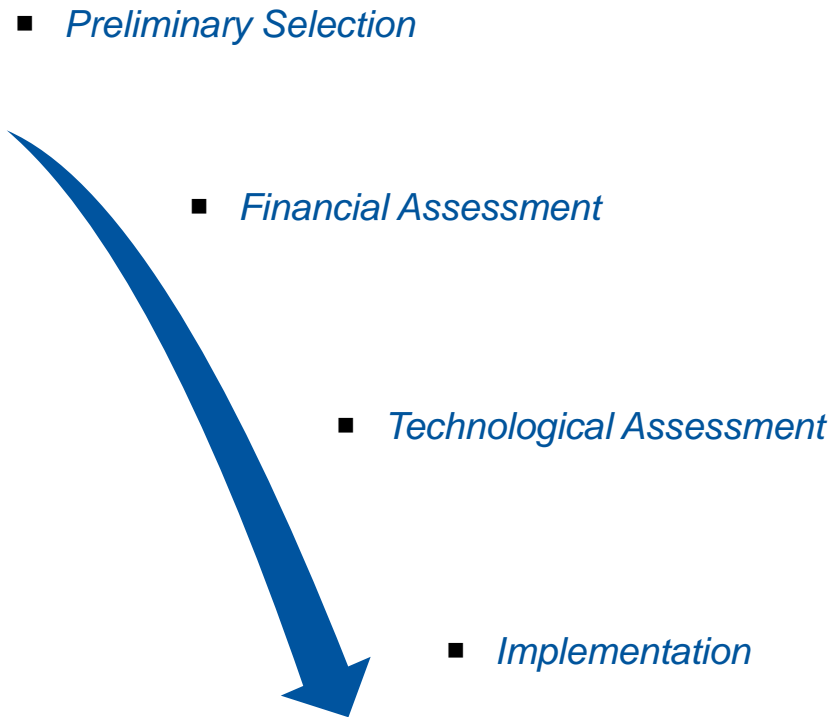 ▪ Preliminary Selection
▪ Financial Assessment
▪ Technological Assessment
▪ Implementation